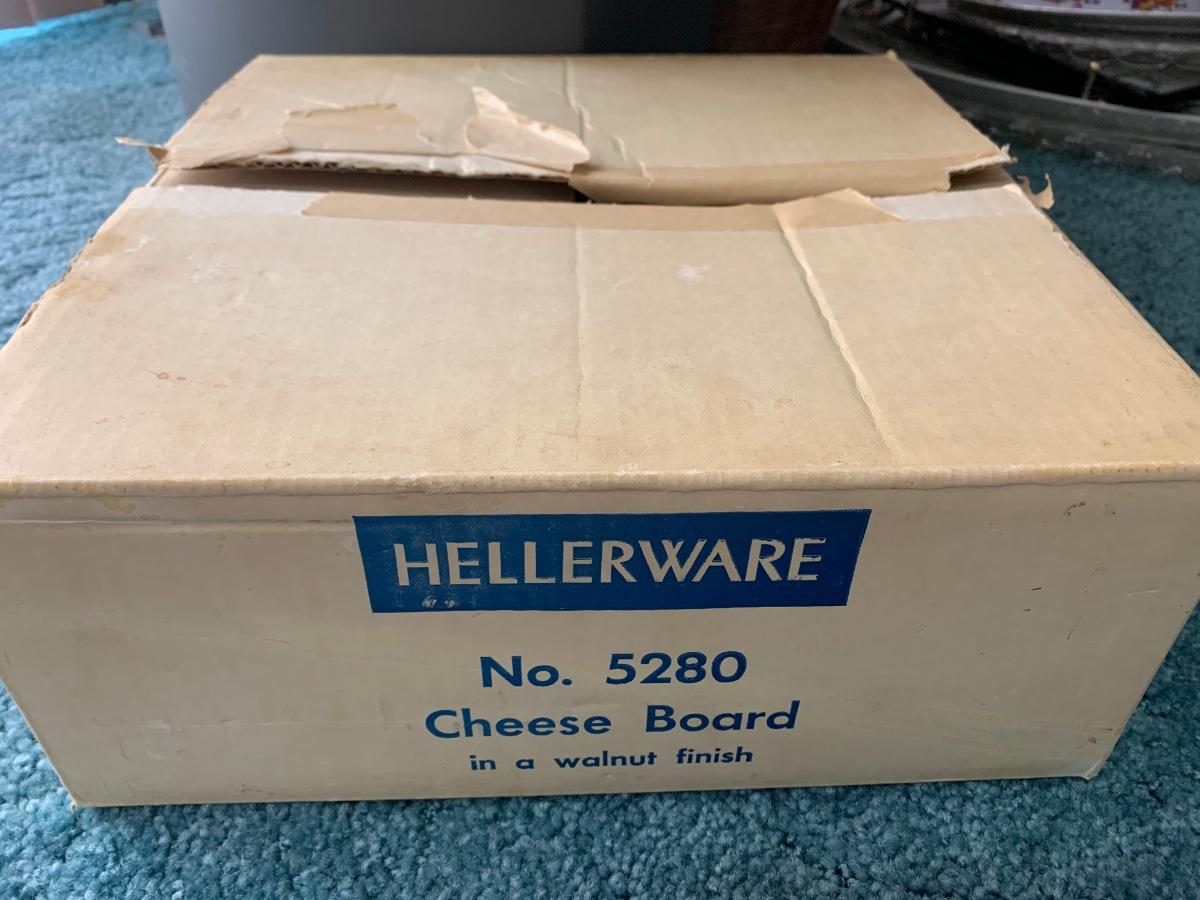 HELLERWARE
No. 5280
Cheese Board
in a walnut finish